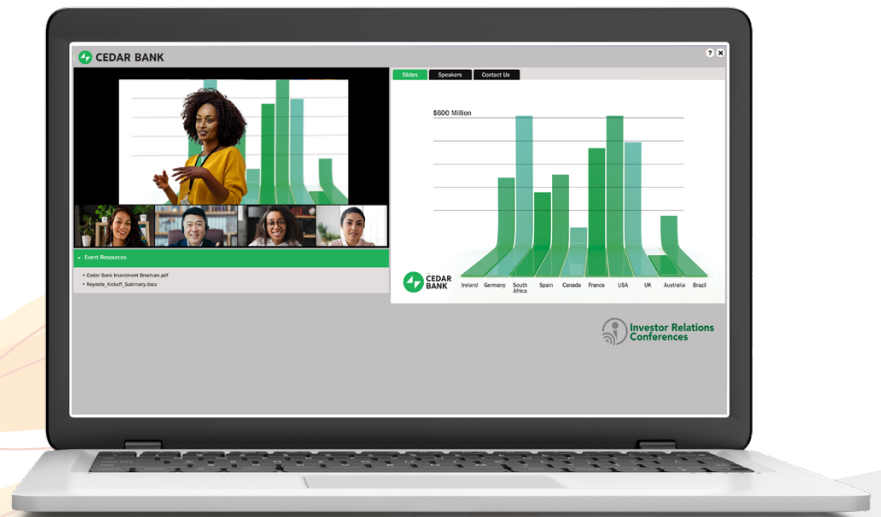 CEDAR BANK
? ×
Slides Speakers Contact Us
$600 Million
Event Resources
• Cedar Bank Investment Brochure.pdf
• Keynote_Kickoff_Summary.docx
CEDAR
BANK
Ireland Germany South Africa Spain Canada France USA UK Australia Brazil
Investor Relations
Conferences